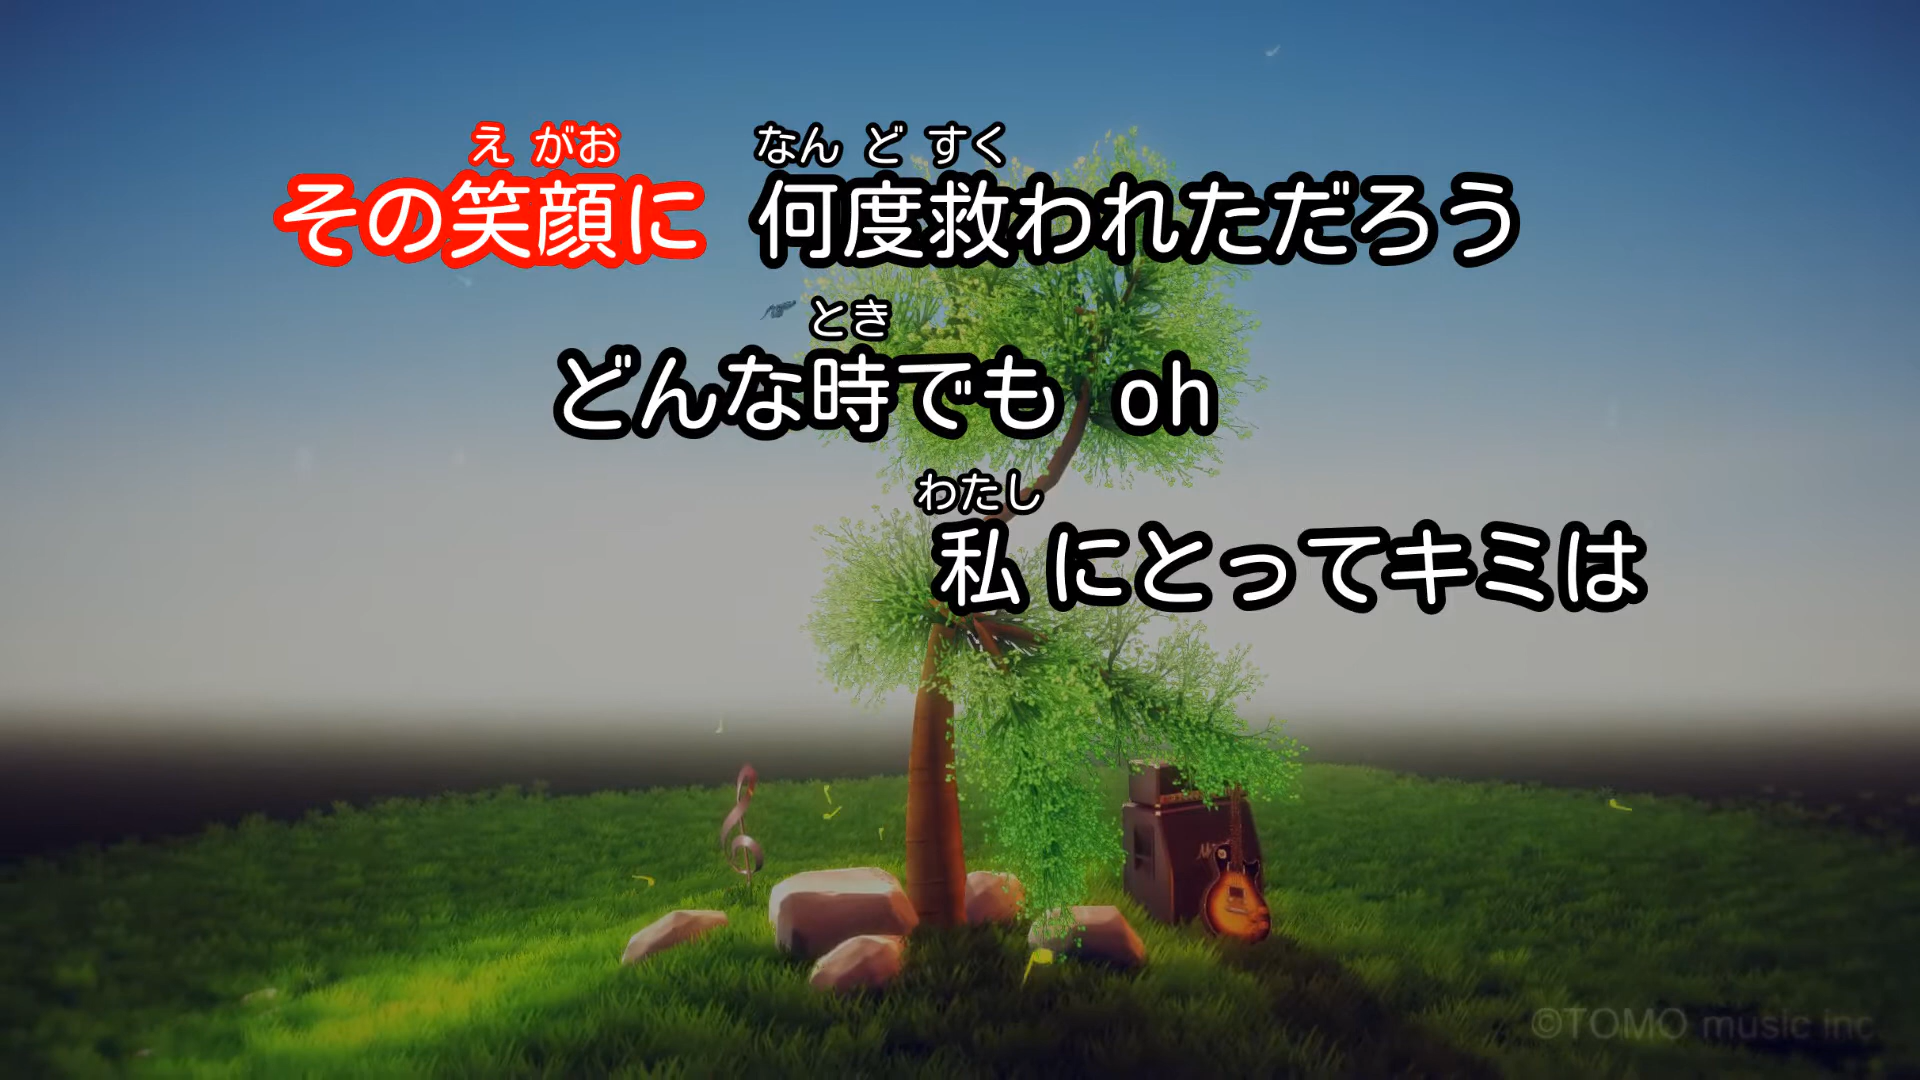 え がお なん ど すく
その笑顔に 何度救われただろう
とき
どんな時でも oh
わたし
私 にとってキミは
©TOMO music inc